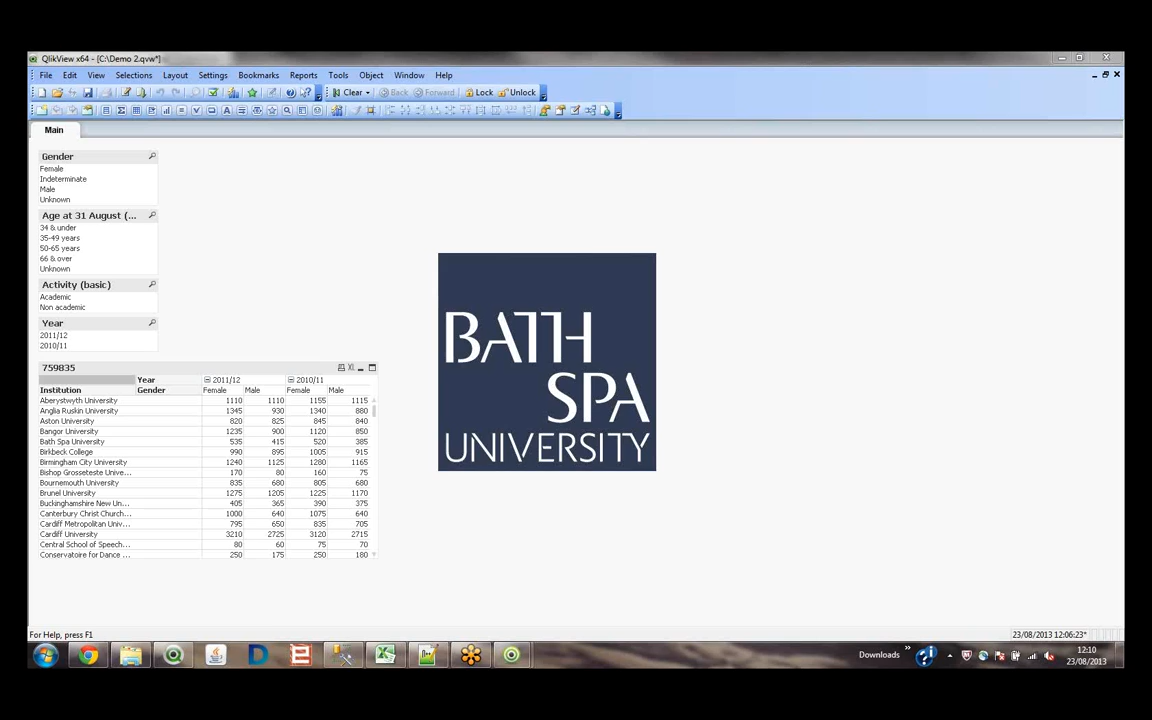 QlikView x64 - [C:\Demo 2.qvw*]
File Edit View Selections Layout Settings Bookmarks Reports Tools Object Window Help
Clear Back Forward Lock Unlock
Main
Gender
Female
Indeterminate
Male
Unknown
Age at 31 August (...
34 & under
35-49 years
50-65 years
66 & over
Unknown
Activity (basic)
Academic
Non academic
Year
2011/12
2010/11
759835 XL
Year 2011/12 2010/11
Institution Gender Female Male Female Male
Aberystwyth University 1110 1110 1155 1115
Anglia Ruskin University 1345 930 1340 880
Aston University 820 825 845 840
Bangor University 1235 900 1120 850
Bath Spa University 535 415 520 385
Birkbeck College 990 895 1005 915
Birmingham City University 1240 1125 1280 1165
Bishop Grosseteste Unive... 170 80 160 75
Bournemouth University 835 680 805 680
Brunel University 1275 1205 1225 1170
Buckinghamshire New Un... 405 365 390 375
Canterbury Christ Church... 1000 640 1075 640
Cardiff Metropolitan Univ... 795 650 835 705
Cardiff University 3210 2725 3120 2715
Central School of Speech... 80 60 75 70
Conservatoire for Dance ... 250 175 250 180
BATH
SPA
UNIVERSITY
For Help, press F1
23/08/2013 12:06:23*
Downloads
12:10
23/08/2013